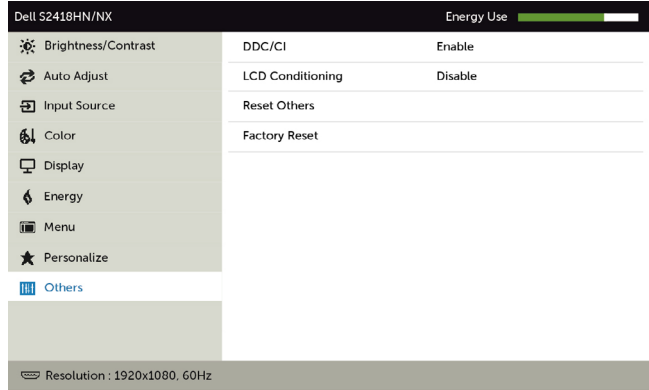 Dell S2418HN/NX Energy Use
Brightness/Contrast DDC/CI Enable
Auto Adjust LCD Conditioning Disable
Input Source Reset Others
Color Factory Reset
Display
Energy
Menu
Personalize
Others
Resolution : 1920x1080, 60Hz